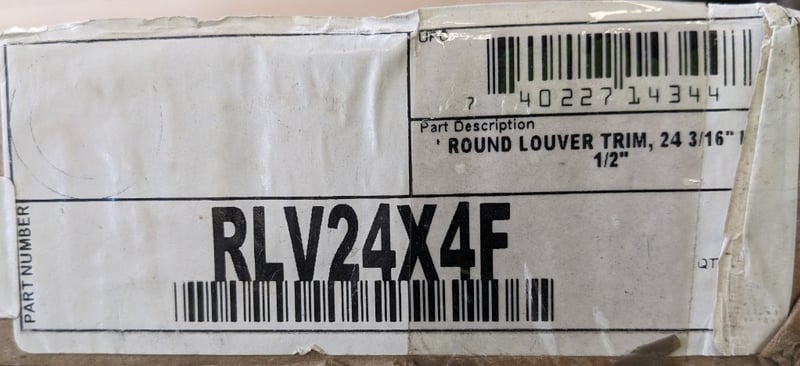 UPC
7 40227 14344
Part Description
' ROUND LOUVER TRIM, 24 3/16"
1/2"
PART NUMBER
RLV24X4F
QT